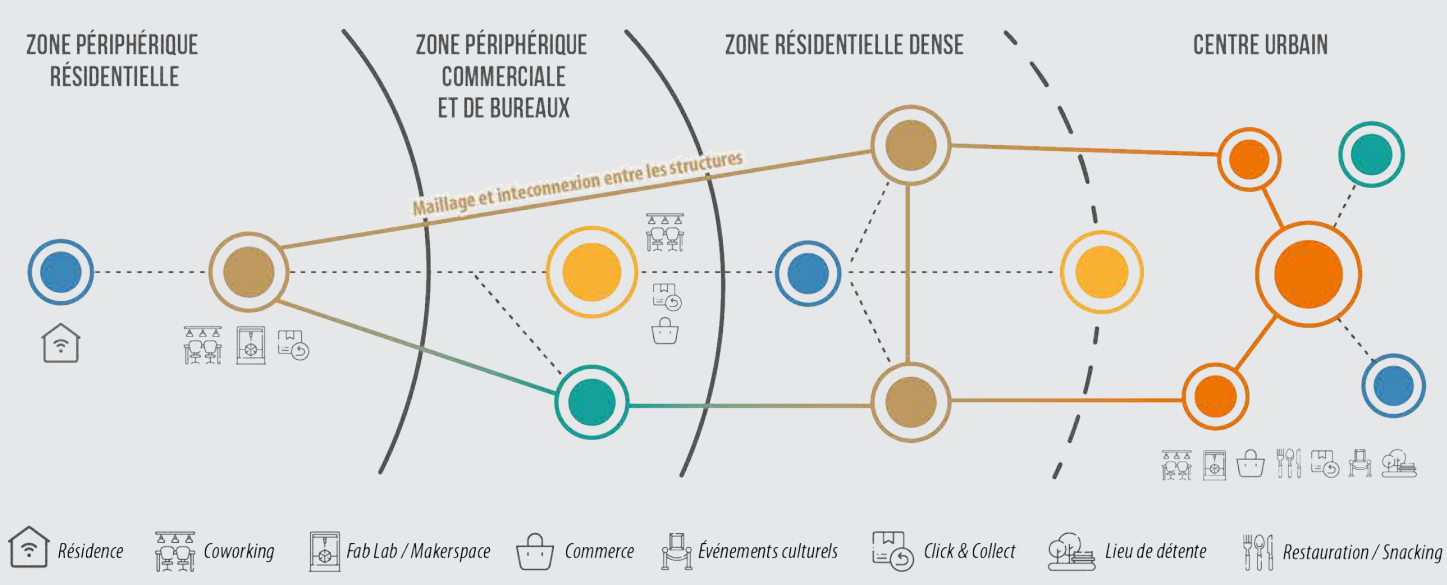 ZONE PÉRIPHÉRIQUE
RÉSIDENTIELLE
ZONE PÉRIPHÉRIQUE
COMMERCIALE
ET DE BUREAUX
ZONE RÉSIDENTIELLE DENSE
CENTRE URBAIN
Maillage et inteconnexion entre les structures
Résidence
Coworking
Fab Lab / Makerspace
Commerce
Événements culturels
Click & Collect
Lieu de détente
Restauration / Snacking